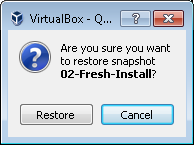 VirtualBox - Q...
Are you sure you want
to restore snapshot
02-Fresh-Install?
Restore
Cancel